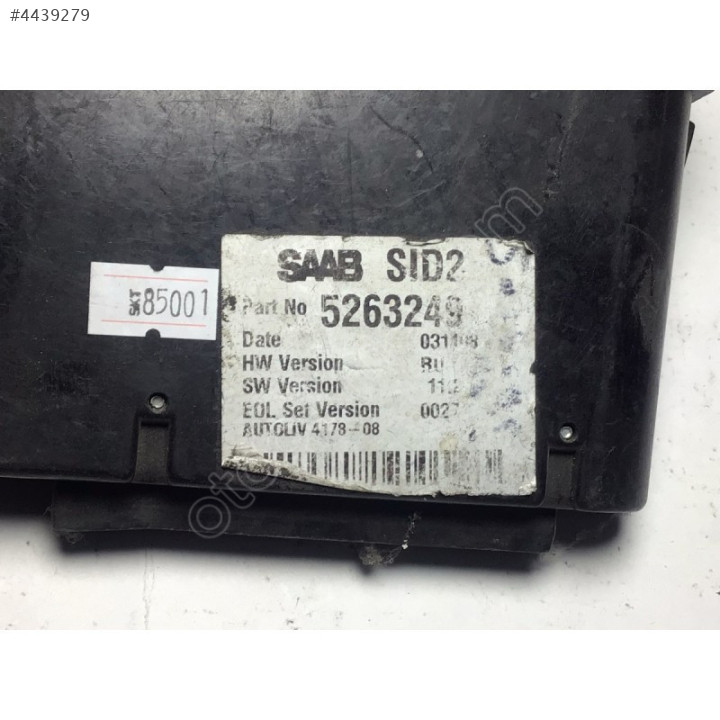 #4439279
SAAB SID2
Part No 5263249
SKT 85001
Date
HW Version
SW Version
EOL Set Version 0027
AUTOLIV 4178-08